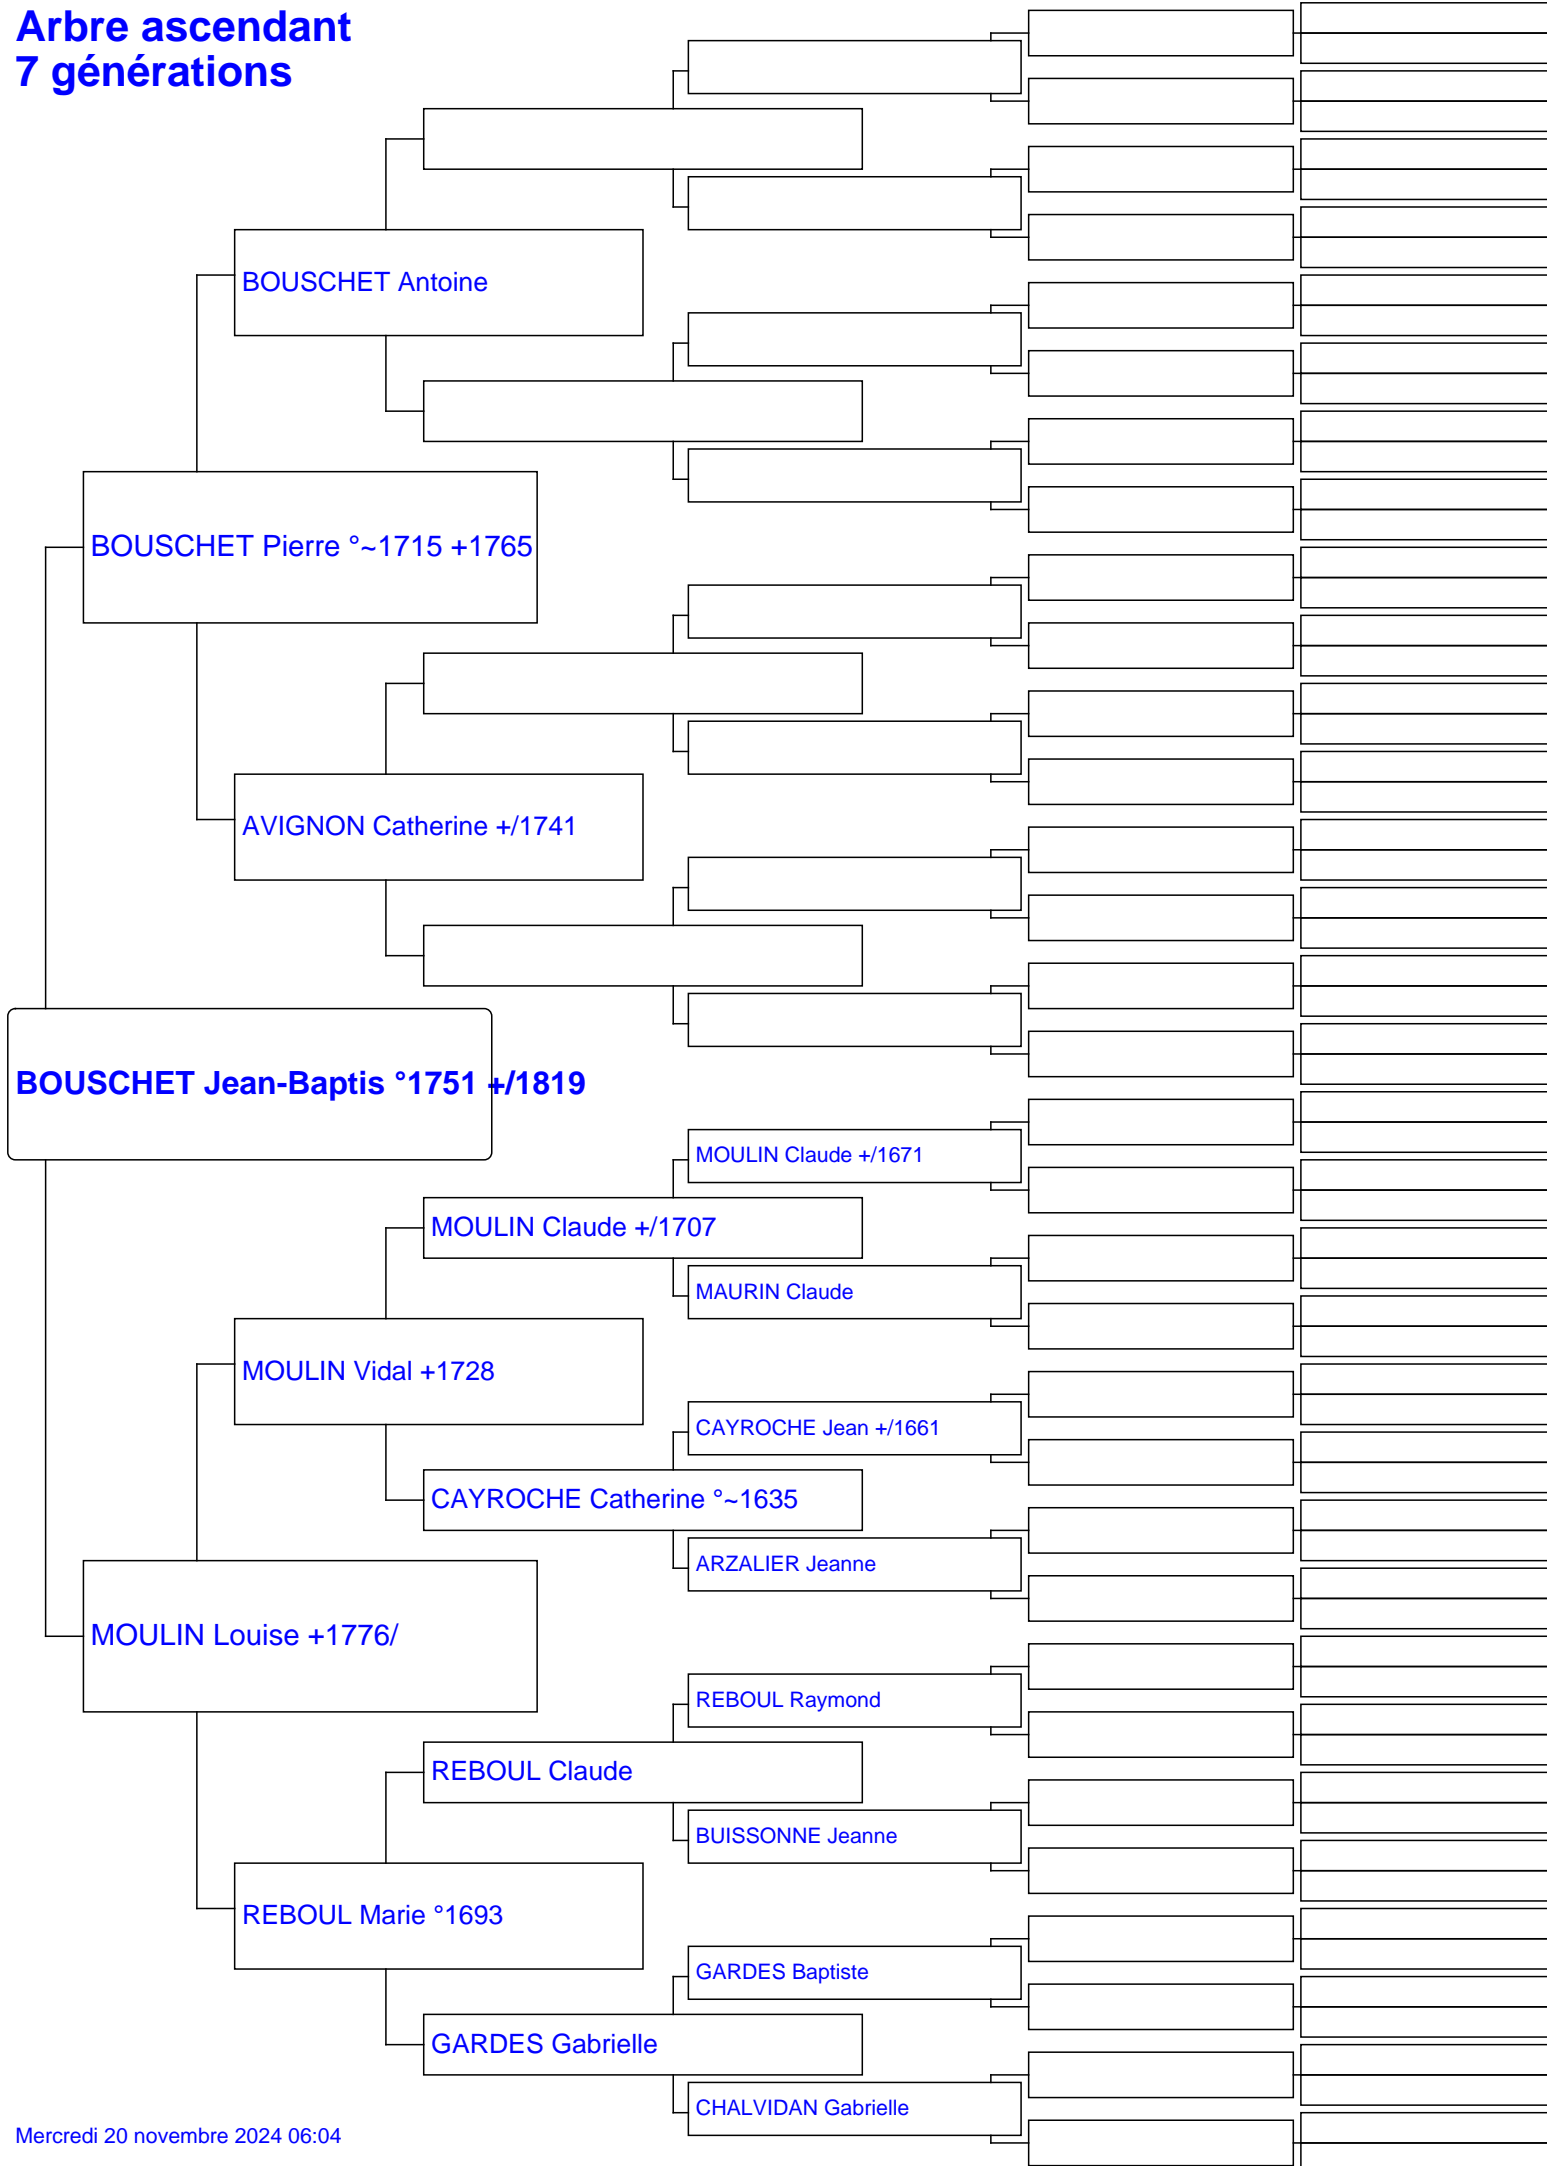 Arbre ascendant
7 générations
BOUSCHET Antoine
BOUSCHET Pierre °~1715 +1765
AVIGNON Catherine +/1741
BOUSCHET Jean-Baptis °1751 +/1819
MOULIN Claude +/1671
MOULIN Claude +/1707
MAURIN Claude
MOULIN Vidal +1728
CAYROCHE Jean +/1661
CAYROCHE Catherine °~1635
ARZALIER Jeanne
MOULIN Louise +1776/
REBOUL Raymond
REBOUL Claude
BUISSONNE Jeanne
REBOUL Marie °1693
GARDES Baptiste
GARDES Gabrielle
CHALVIDAN Gabrielle
Mercredi 20 novembre 2024 06:04